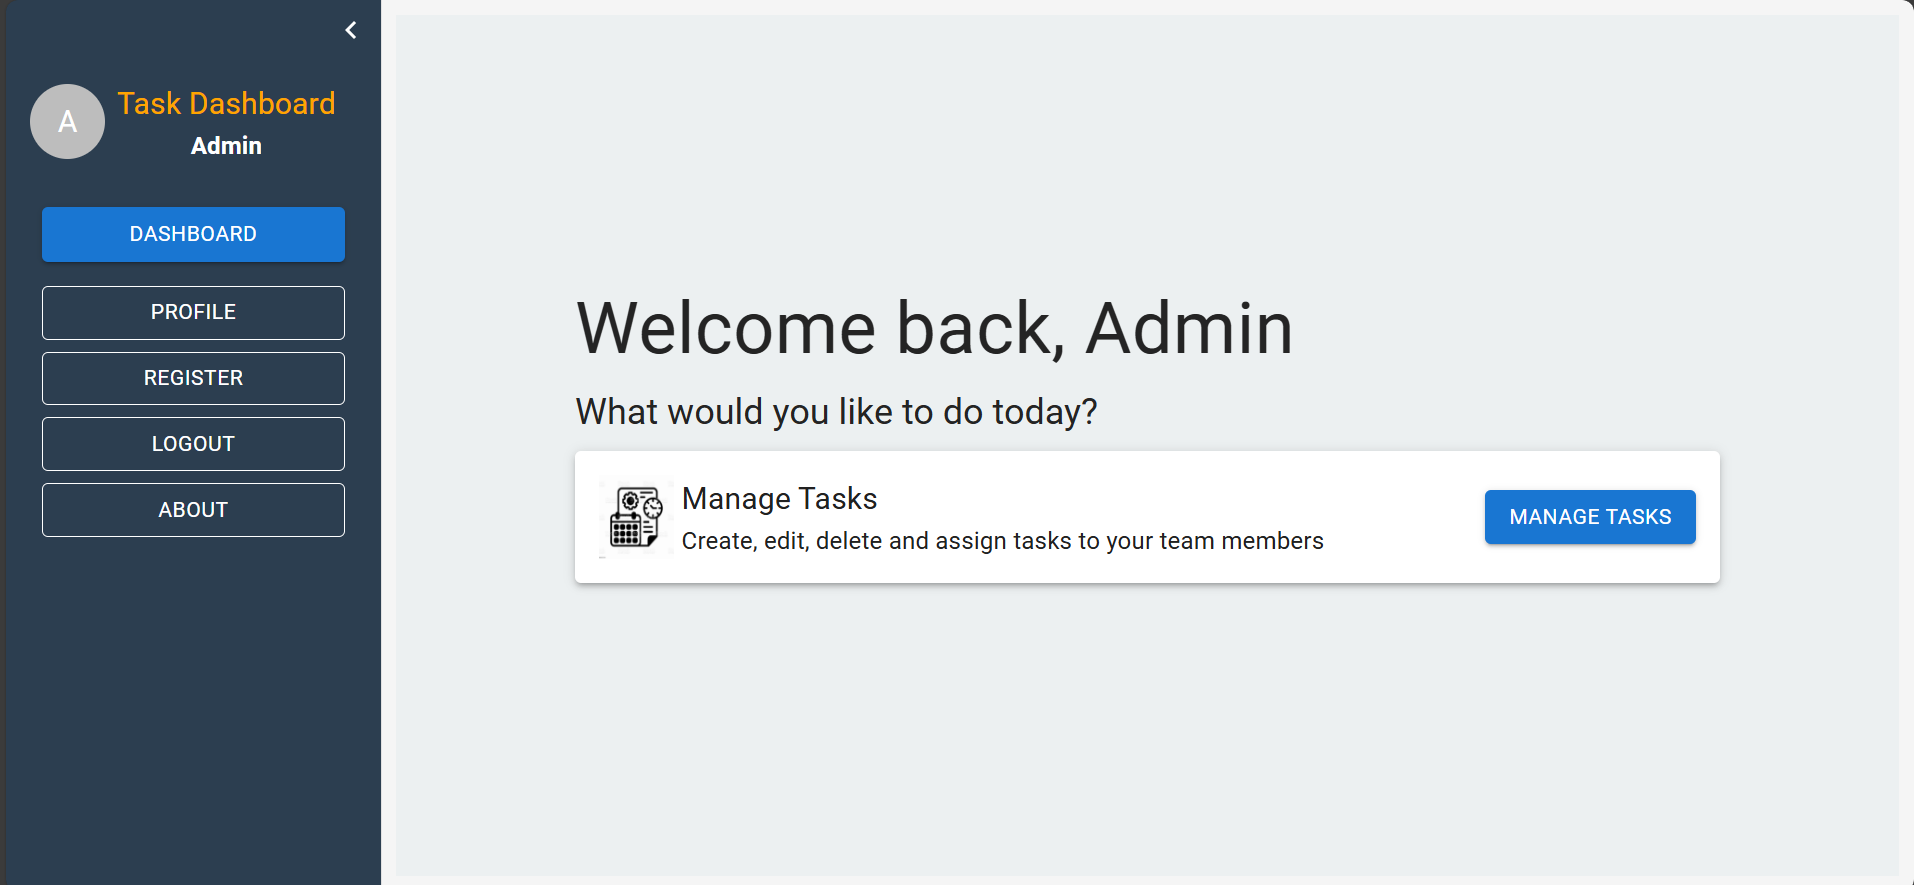 A
Task Dashboard
Admin
DASHBOARD
PROFILE
REGISTER
LOGOUT
ABOUT
Welcome back, Admin
What would you like to do today?
Manage Tasks
Create, edit, delete and assign tasks to your team members
MANAGE TASKS